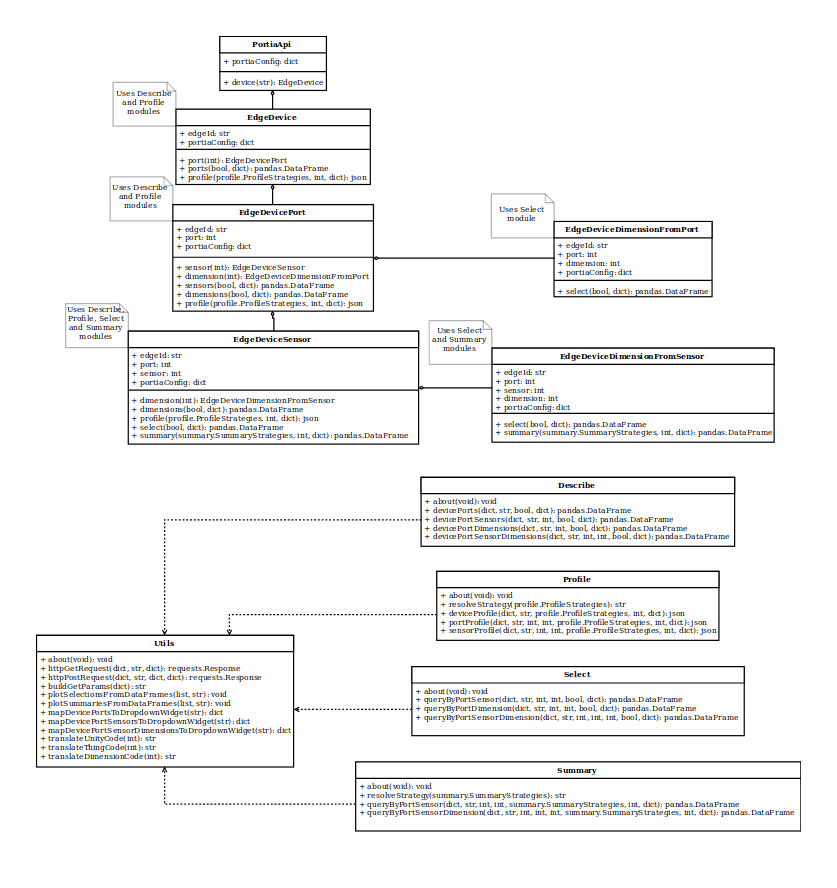 PortiaApi
+ portiaConfig: dict
+ device(str): EdgeDevice
Uses Describe
and Profile
modules
EdgeDevice
+ edgeId: str
+ portiaConfig: dict
+ port(int): EdgeDevicePort
+ ports(bool, dict): pandas.DataFrame
+ profile(profile.ProfileStrategies, int, dict): json
Uses Describe
and Profile
modules
EdgeDevicePort
+ edgeId: str
+ port: int
+ portiaConfig: dict
+ sensor(int): EdgeDeviceSensor
+ dimension(int): EdgeDeviceDimensionFromPort
+ sensors(bool, dict): pandas.DataFrame
+ dimensions(bool, dict): pandas.DataFrame
+ profile(profile.ProfileStrategies, int, dict): json
Uses Select
module
EdgeDeviceDimensionFromPort
+ edgeId: str
+ port: int
+ dimension: int
+ portiaConfig: dict
+ select(bool, dict): pandas.DataFrame
Uses Describe,
Profile, Select
and Summary
modules
EdgeDeviceSensor
+ edgeId: str
+ port: int
+ sensor: int
+ portiaConfig: dict
+ dimension(int): EdgeDeviceDimensionFromSensor
+ dimensions(bool, dict): pandas.DataFrame
+ profile(profile.ProfileStrategies, int, dict): json
+ select(bool, dict): pandas.DataFrame
+ summary(summary.SummaryStrategies, int, dict): pandas.DataFrame
Uses Select
and Summary
modules
EdgeDeviceDimensionFromSensor
+ edgeId: str
+ port: int
+ sensor: int
+ dimension: int
+ portiaConfig: dict
+ select(bool, dict): pandas.DataFrame
+ summary(summary.SummaryStrategies, int, dict): pandas.DataFrame
Describe
+ about(void): void
+ devicePorts(dict, str, bool, dict): pandas.DataFrame
+ devicePortSensors(dict, str, int, bool, dict): pandas.DataFrame
+ devicePortDimensions(dict, str, int, bool, dict): pandas.DataFrame
+ devicePortSensorDimensions(dict, str, int, int, bool, dict): pandas.DataFrame
Profile
+ about(void): void
+ resolveStrategy(profile.ProfileStrategies): str
+ deviceProfile(dict, str, profile.ProfileStrategies, int, dict): json
+ portProfile(dict, str, int, int, profile.ProfileStrategies, int, dict): json
+ sensorProfile(dict, str, int, int, profile.ProfileStrategies, int, dict): json
Utils
+ about(void): void
+ httpGetRequest(dict, str, dict): requests.Response
+ httpPostRequest(dict, str, dict, dict): requests.Response
+ buildGetParams(dict): str
+ plotSelectionsFromDataFrames(list, str): void
+ plotSummariesFromDataFrames(list, str): void
+ mapDevicePortsToDropdownWidget(str): dict
+ mapDevicePortSensorsToDropdownWidget(str): dict
+ mapDevicePortSensorDimensionsToDropdownWidget(str): dict
+ translateUnityCode(int): str
+ translateThingCode(int): str
+ translateDimensionCode(int): str
Select
+ about(void): void
+ queryByPortSensor(dict, str, int, int, bool, dict): pandas.DataFrame
+ queryByPortDimension(dict, str, int, int, bool, dict): pandas.DataFrame
+ queryByPortSensorDimension(dict, str, int, int, int, bool, dict): pandas.DataFrame
Summary
+ about(void): void
+ resolveStrategy(summary.SummaryStrategies): str
+ queryByPortSensor(dict, str, int, int, summary.SummaryStrategies, int, dict): pandas.DataFrame
+ queryByPortSensorDimension(dict, str, int, int, int, summary.SummaryStrategies, int, dict): pandas.DataFrame